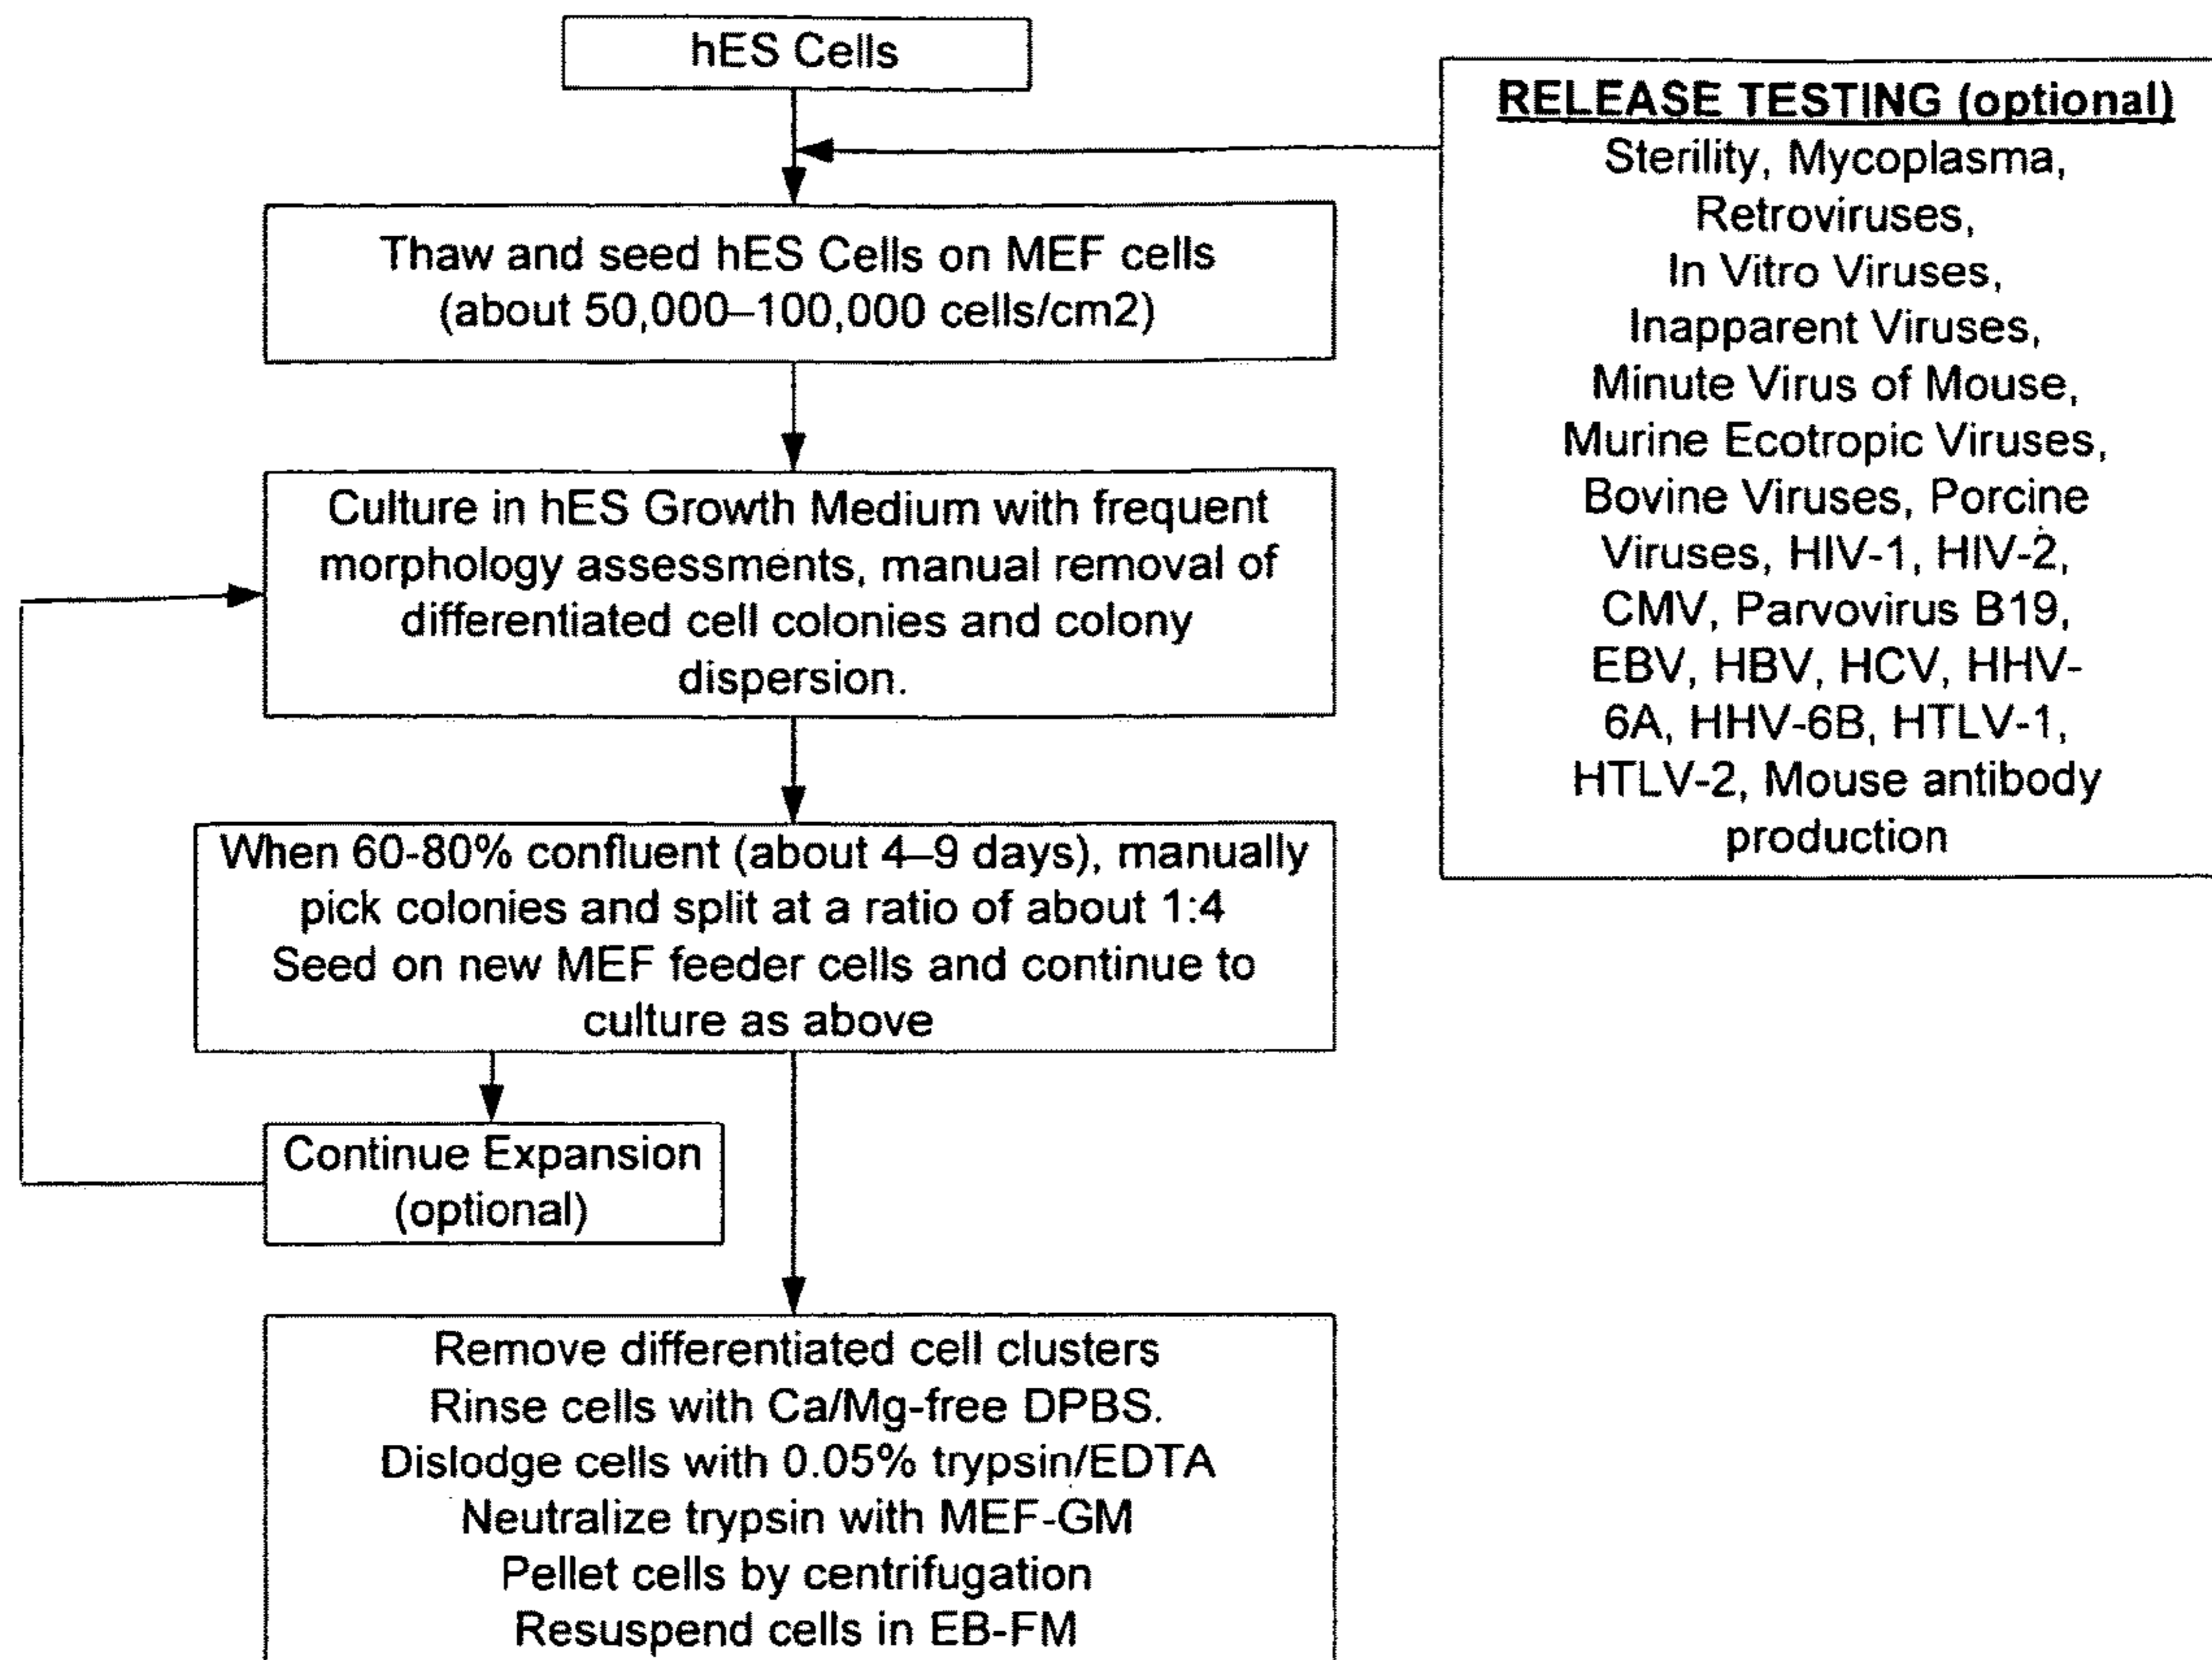 hES Cells
Thaw and seed hES Cells on MEF cells
(about 50,000–100,000 cells/cm2)
Culture in hES Growth Medium with frequent
morphology assessments, manual removal of
differentiated cell colonies and colony
dispersion.
When 60-80% confluent (about 4–9 days), manually
pick colonies and split at a ratio of about 1:4
Seed on new MEF feeder cells and continue to
culture as above
Continue Expansion
(optional)
Remove differentiated cell clusters
Rinse cells with Ca/Mg-free DPBS.
Dislodge cells with 0.05% trypsin/EDTA
Neutralize trypsin with MEF-GM
Pellet cells by centrifugation
Resuspend cells in EB-FM
RELEASE TESTING (optional)
Sterility, Mycoplasma,
Retroviruses,
In Vitro Viruses,
Inapparent Viruses,
Minute Virus of Mouse,
Murine Ecotropic Viruses,
Bovine Viruses, Porcine
Viruses, HIV-1, HIV-2,
CMV, Parvovirus B19,
EBV, HBV, HCV, HHV-
6A, HHV-6B, HTLV-1,
HTLV-2, Mouse antibody
production